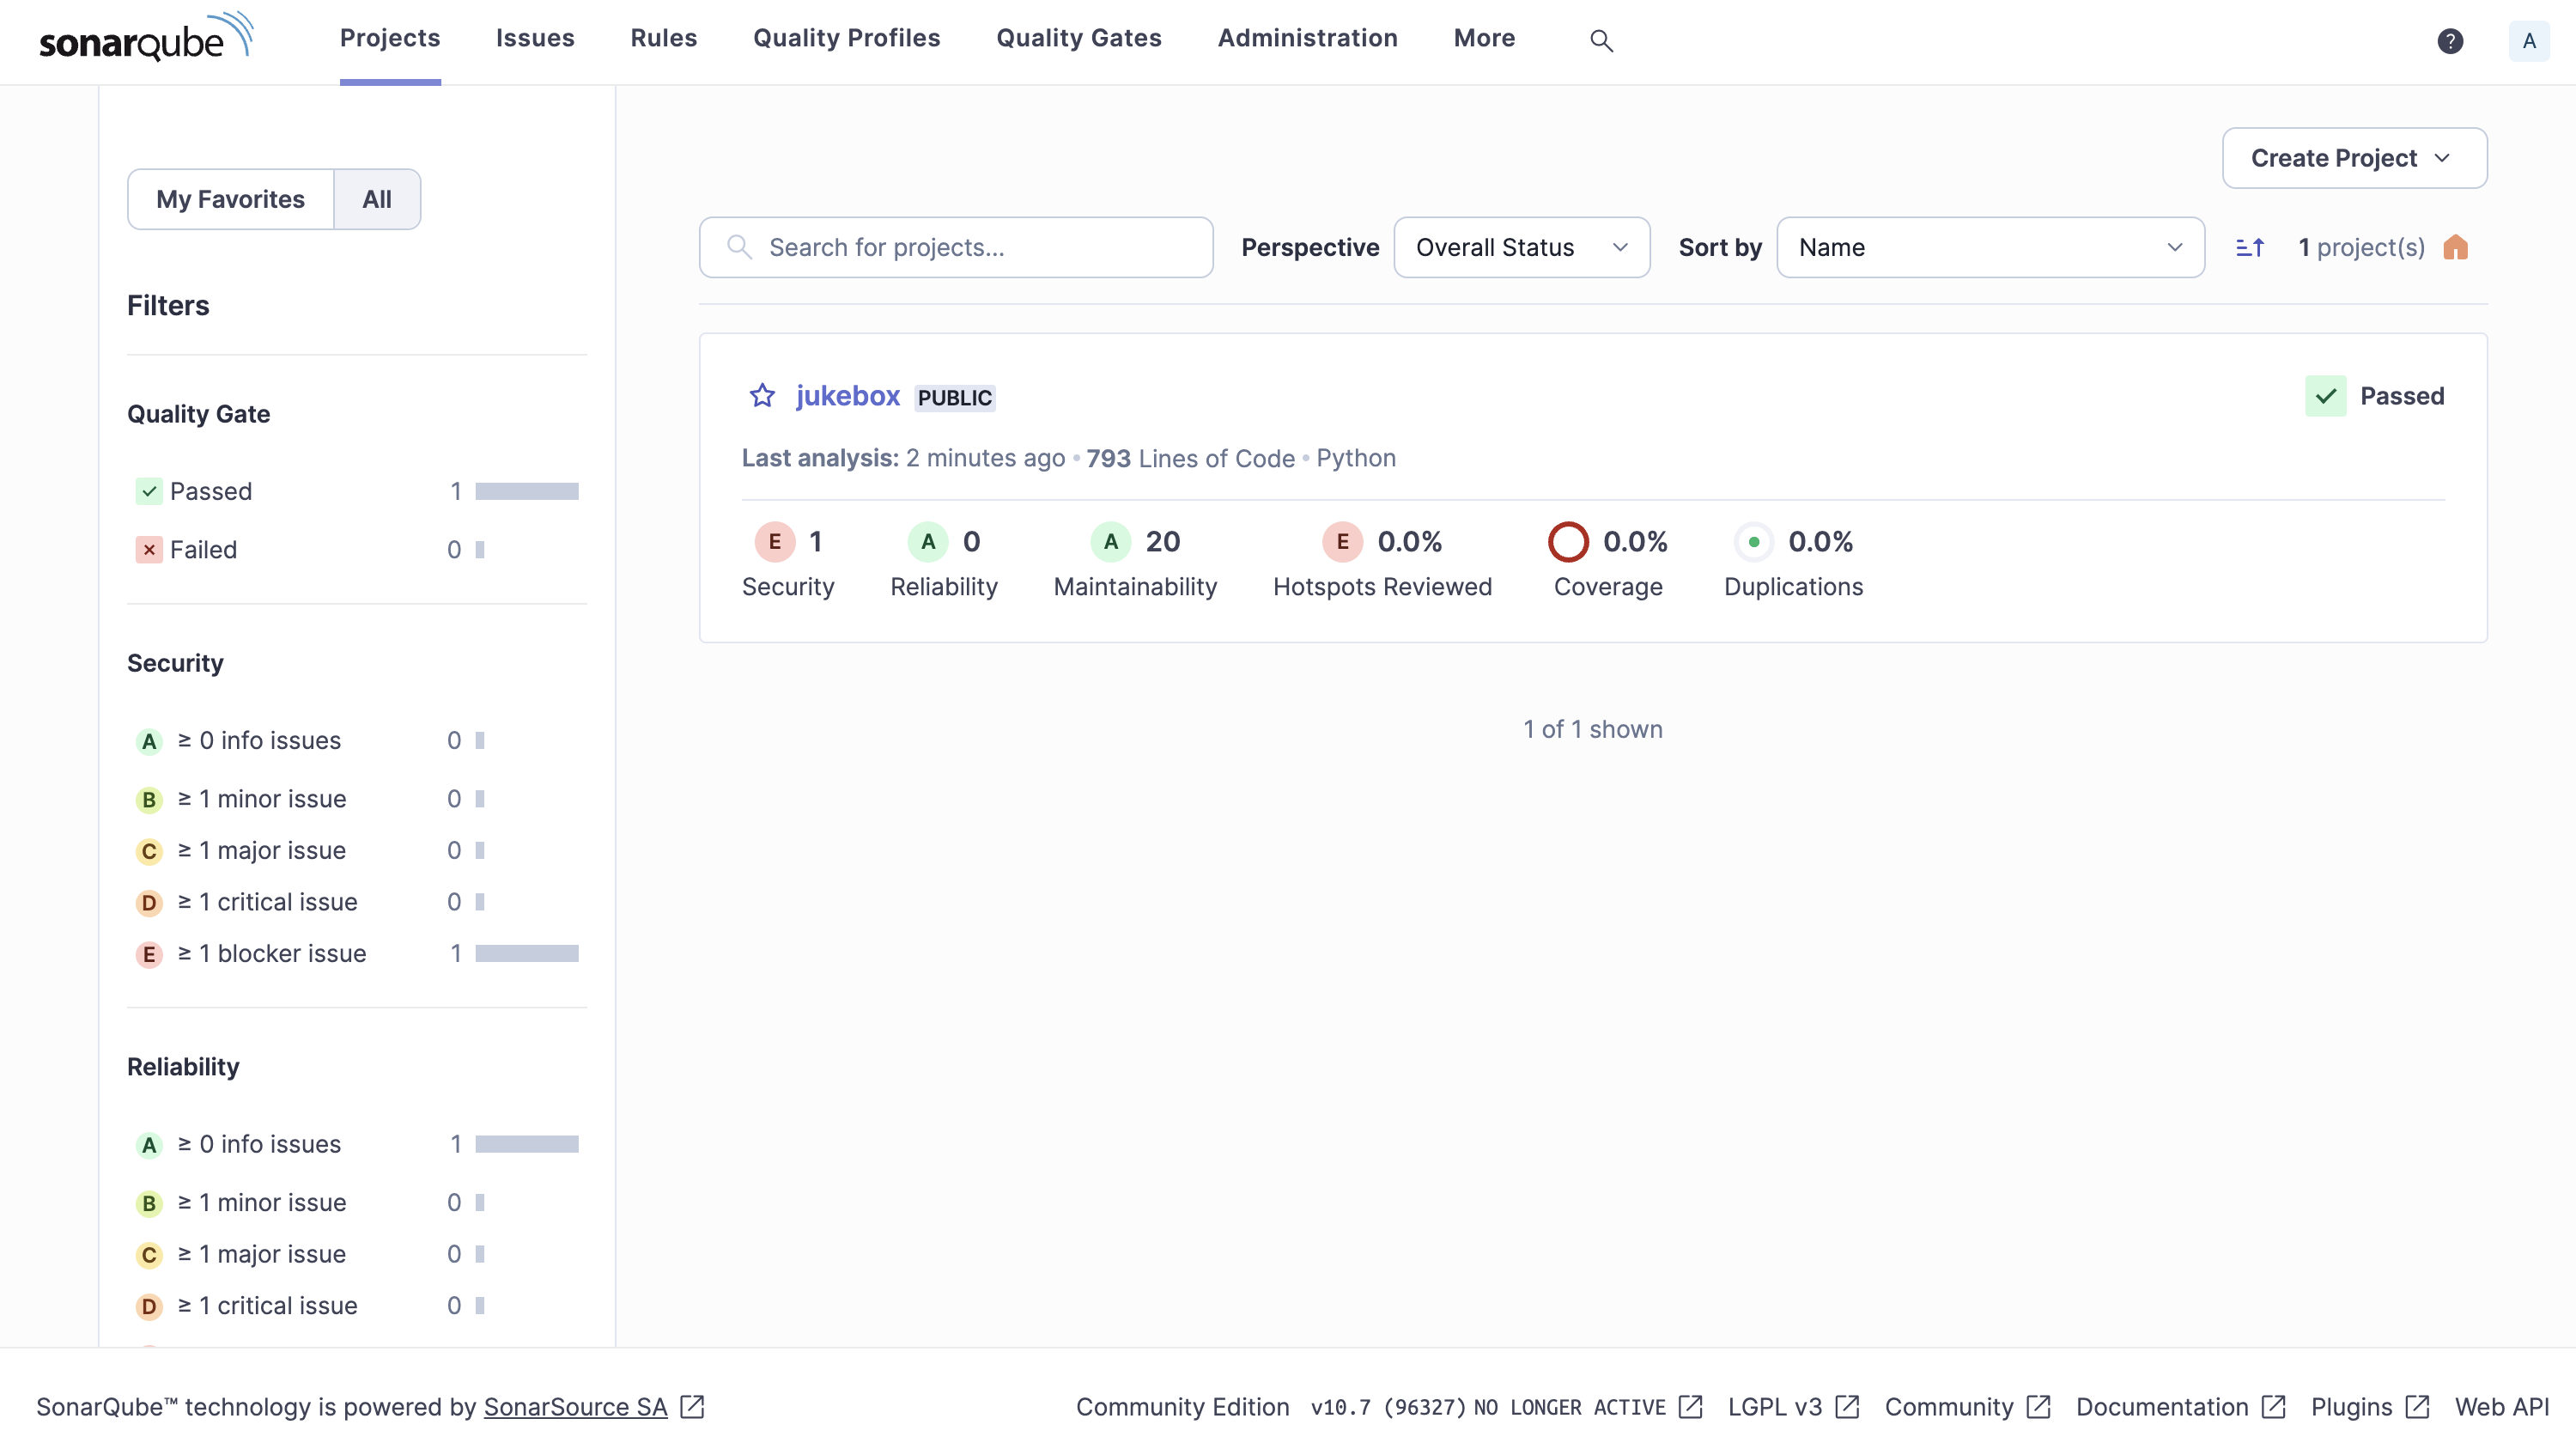 sonarqube Projects Issues Rules Quality Profiles Quality Gates Administration More ? A
My Favorites All
Filters
Quality Gate
Passed 1
Failed 0
Security
A ≥ 0 info issues 0
B ≥ 1 minor issue 0
C ≥ 1 major issue 0
D ≥ 1 critical issue 0
E ≥ 1 blocker issue 1
Reliability
A ≥ 0 info issues 1
B ≥ 1 minor issue 0
C ≥ 1 major issue 0
D ≥ 1 critical issue 0
Create Project
Search for projects... Perspective Overall Status Sort by Name 1 project(s)
jukebox PUBLIC Passed
Last analysis: 2 minutes ago • 793 Lines of Code • Python
E 1 A 0 A 20 E 0.0% 0.0% 0.0%
Security Reliability Maintainability Hotspots Reviewed Coverage Duplications
1 of 1 shown
SonarQube™ technology is powered by SonarSource SA Community Edition v10.7 (96327) NO LONGER ACTIVE LGPL v3 Community Documentation Plugins Web API